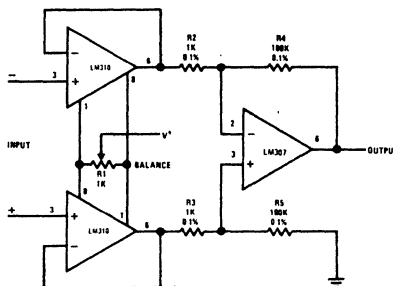 R2
1K
0.1%
R4
100K
0.1%
6
−
LM310
3
+
8
1
−
2
−
6
LM307
OUTPUT
INPUT
V+
R1
1K
BALANCE
3
+
8
1
+
3
+
LM310
6
−
R3
1K
0.1%
R5
100K
0.1%